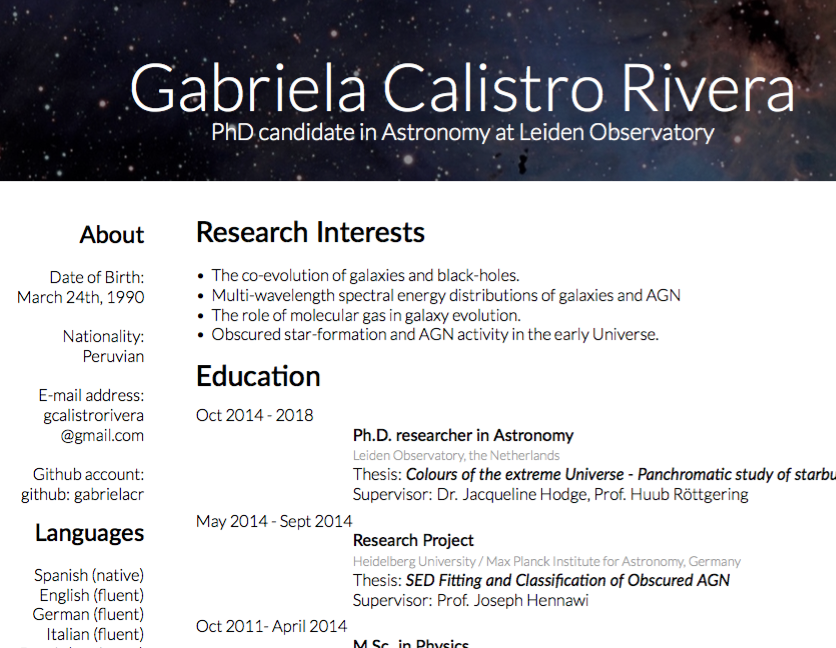 Gabriela Calistro Rivera
PhD candidate in Astronomy at Leiden Observatory
About
Date of Birth:
March 24th, 1990
Nationality:
Peruvian
E-mail address:
gcalistrorivera
@gmail.com
Github account:
github: gabrielacr
Languages
Spanish (native)
English (fluent)
German (fluent)
Italian (fluent)
Research Interests
• The co-evolution of galaxies and black-holes.
• Multi-wavelength spectral energy distributions of galaxies and AGN
• The role of molecular gas in galaxy evolution.
• Obscured star-formation and AGN activity in the early Universe.
Education
Oct 2014 - 2018
Ph.D. researcher in Astronomy
Leiden Observatory, the Netherlands
Thesis: Colours of the extreme Universe - Panchromatic study of
Supervisor: Dr. Jacqueline Hodge, Prof. Huub Röttgering
May 2014 - Sept 2014
Research Project
Heidelberg University / Max Planck Institute for Astronomy, Germany
Thesis: SED Fitting and Classification of Obscured AGN
Supervisor: Prof. Joseph Hennawi
Oct 2011- April 2014
M.Sc. in Physics